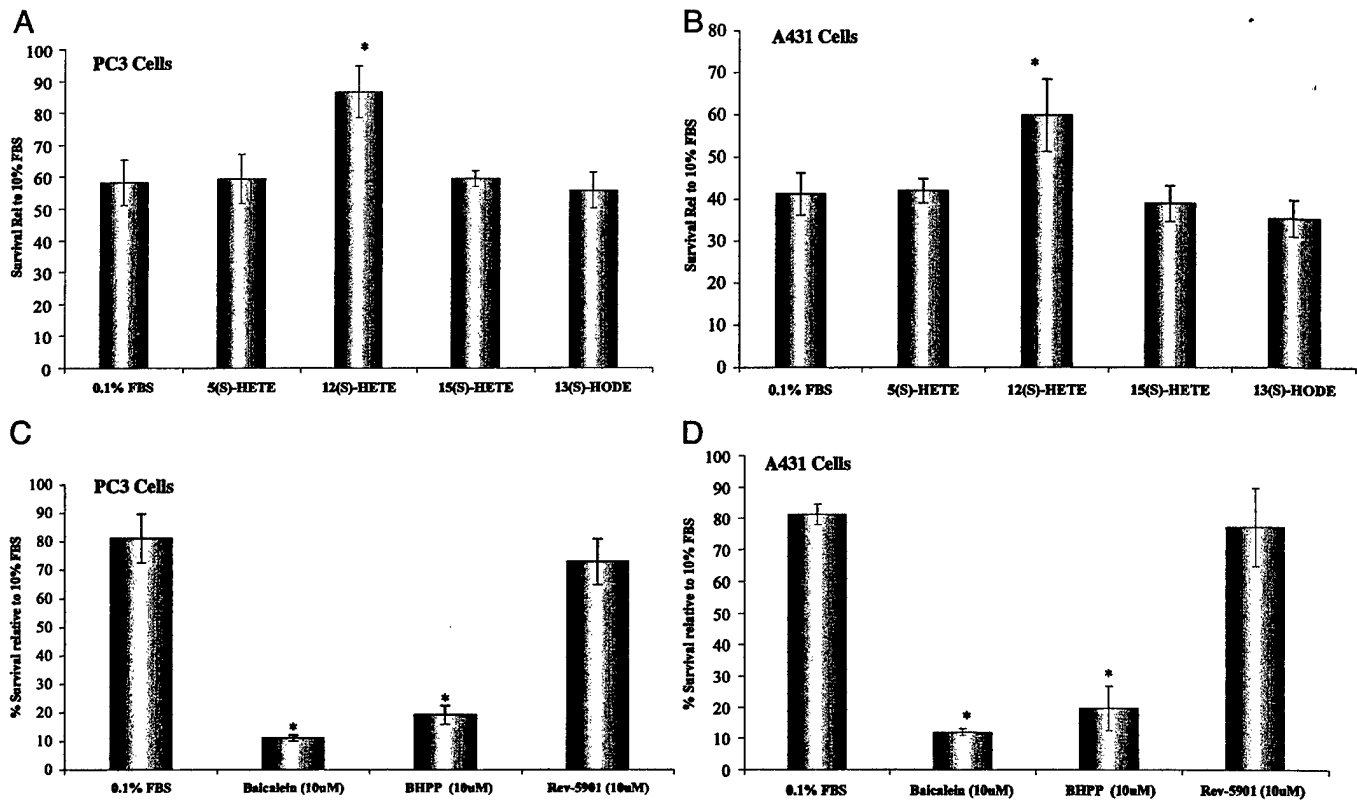 A
PC3 Cells
*
Survival Rel to 10% FBS
100
90
80
70
60
50
40
30
20
10
0
0.1% FBS
5(S)-HETE
12(S)-HETE
15(S)-HETE
13(S)-HODE
B
A431 Cells
*
Survival Rel to 10% FBS
80
70
60
50
40
30
20
10
0
0.1% FBS
5(S)-HETE
12(S)-HETE
15(S)-HETE
13(S)-HODE
C
PC3 Cells
% Survival relative to 10% FBS
100
90
80
70
60
50
40
30
20
10
0
*
*
0.1% FBS
Baicalein (10uM)
BHPP (10uM)
Rev-5901 (10uM)
D
A431 Cells
% Survival relative to 10% FBS
100
90
80
70
60
50
40
30
20
10
0
*
*
0.1% FBS
Baicalein (10uM)
BHPP (10uM)
Rev-5901 (10uM)